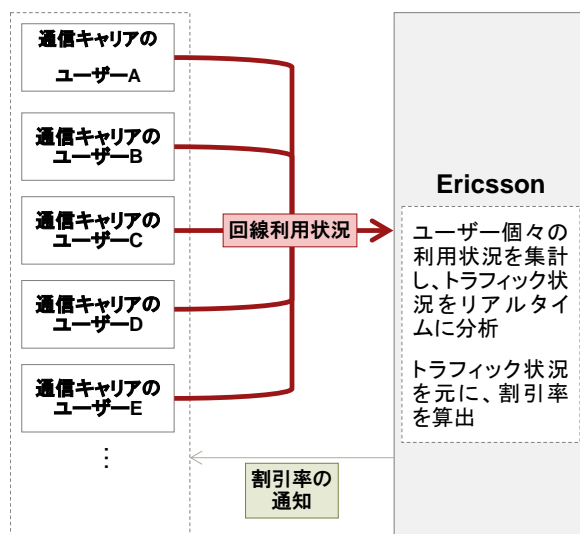 通信キャリアの
ユーザーA
通信キャリアの
ユーザーB
通信キャリアの
ユーザーC
通信キャリアの
ユーザーD
通信キャリアの
ユーザーE
⋮
回線利用状況
割引率の
通知
Ericsson
ユーザー個々の
利用状況を集計
し、トラフィック状
況をリアルタイ
ムに分析
トラフィック状況
を元に、割引率
を算出